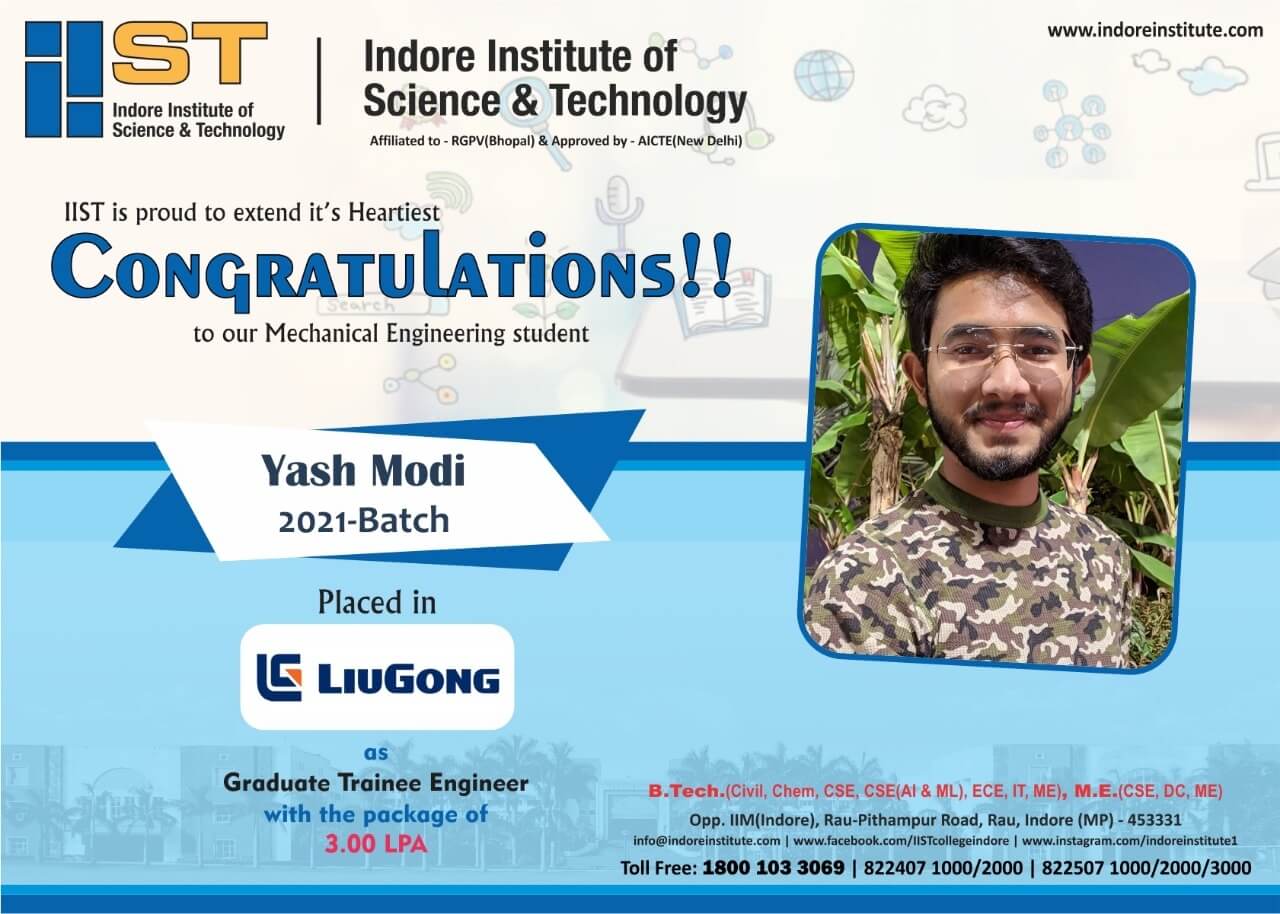 IIST
Indore Institute of
Science & Technology
Indore Institute of
Science & Technology
Affiliated to - RGPV(Bhopal) & Approved by - AICTE(New Delhi)
www.indoreinstitute.com
IIST is proud to extend it's Heartiest
Congratulations!!
Search
to our Mechanical Engineering student
Yash Modi
2021-Batch
Placed in
LG LiuGong
as
Graduate Trainee Engineer
with the package of
3.00 LPA
B.Tech.(Civil, Chem, CSE, CSE(AI & ML), ECE, IT, ME), M.E.(CSE, DC, ME)
Opp. IIM(Indore), Rau-Pithampur Road, Rau, Indore (MP) - 453331
info@indoreinstitute.com | www.facebook.com/IISTcollegeindore | www.instagram.com/indoreinstitute1
Toll Free: 1800 103 3069 | 822407 1000/2000 | 822507 1000/2000/3000